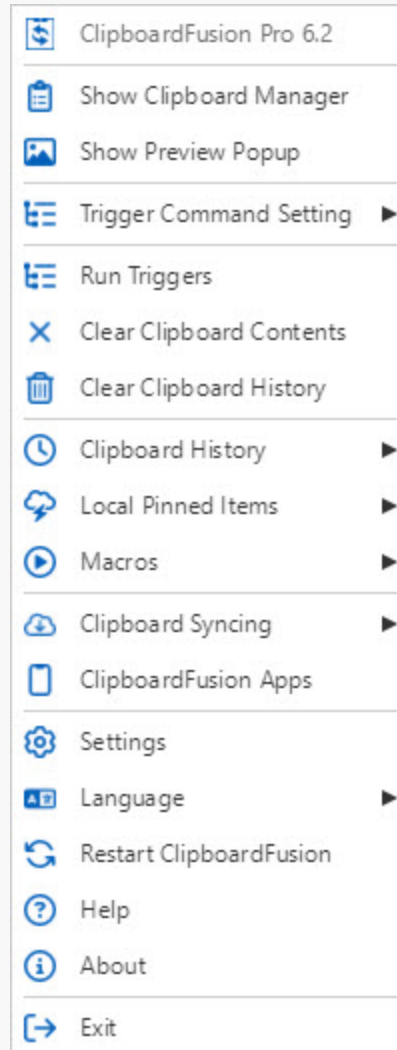 ClipboardFusion Pro 6.2
Show Clipboard Manager
Show Preview Popup
Trigger Command Setting
Run Triggers
Clear Clipboard Contents
Clear Clipboard History
Clipboard History
Local Pinned Items
Macros
Clipboard Syncing
ClipboardFusion Apps
Settings
Language
Restart ClipboardFusion
Help
About
Exit